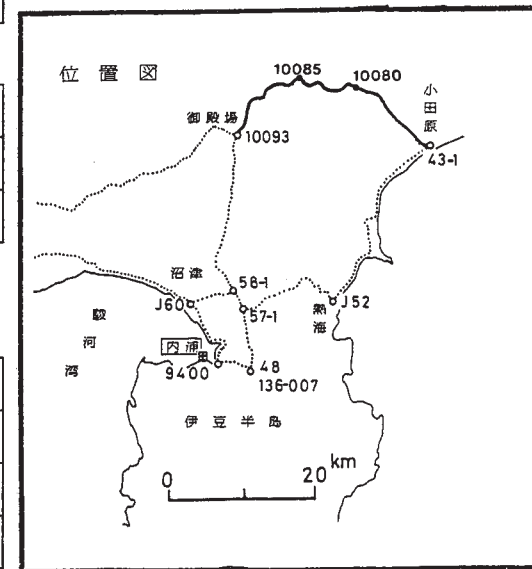 位置図
10085
10080
小田原
御殿場
10093
43-1
沼津
58-1
J60
57-1
熱海
J52
駿河湾
内浦
9400
48
136-007
伊豆半島
0
20 km